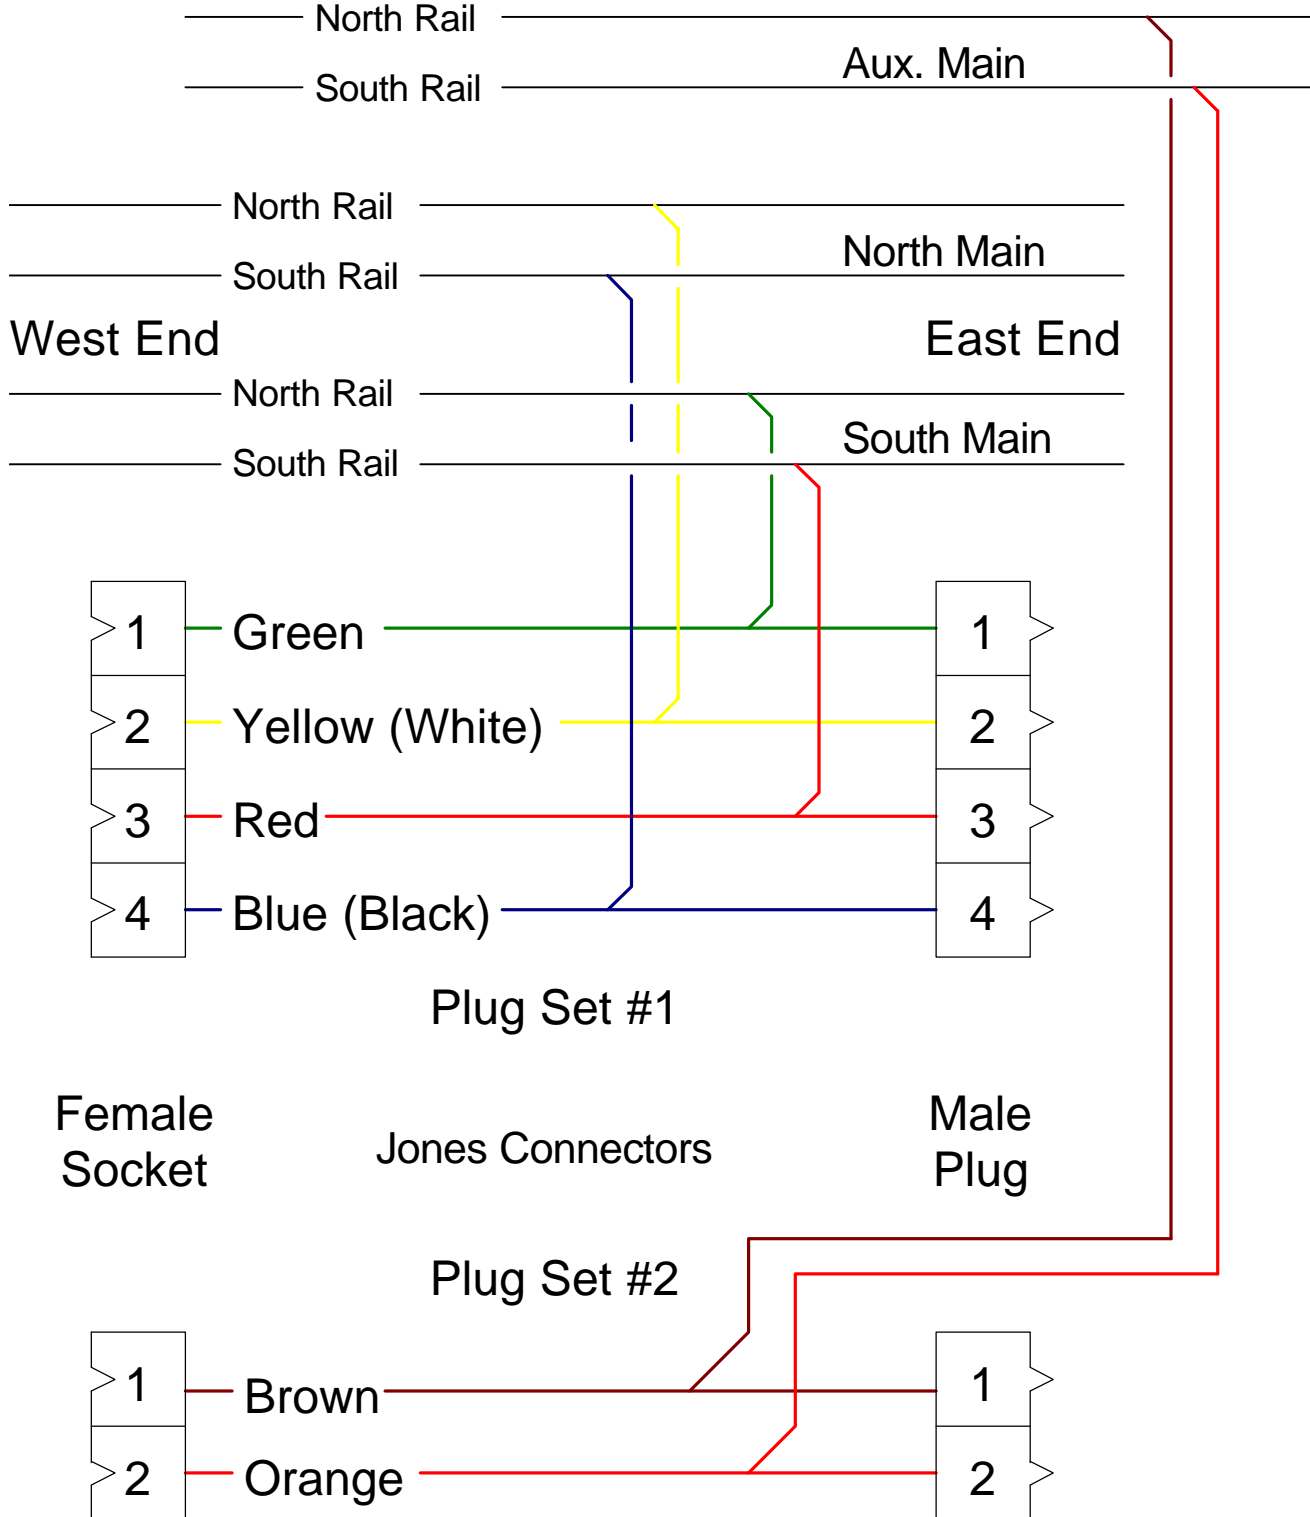 North Rail
Aux. Main
South Rail
North Rail
North Main
South Rail
West End
East End
North Rail
South Main
South Rail
1 Green 1
2 Yellow (White) 2
3 Red 3
4 Blue (Black) 4
Plug Set #1
Female
Socket
Jones Connectors
Male
Plug
Plug Set #2
1 Brown 1
2 Orange 2